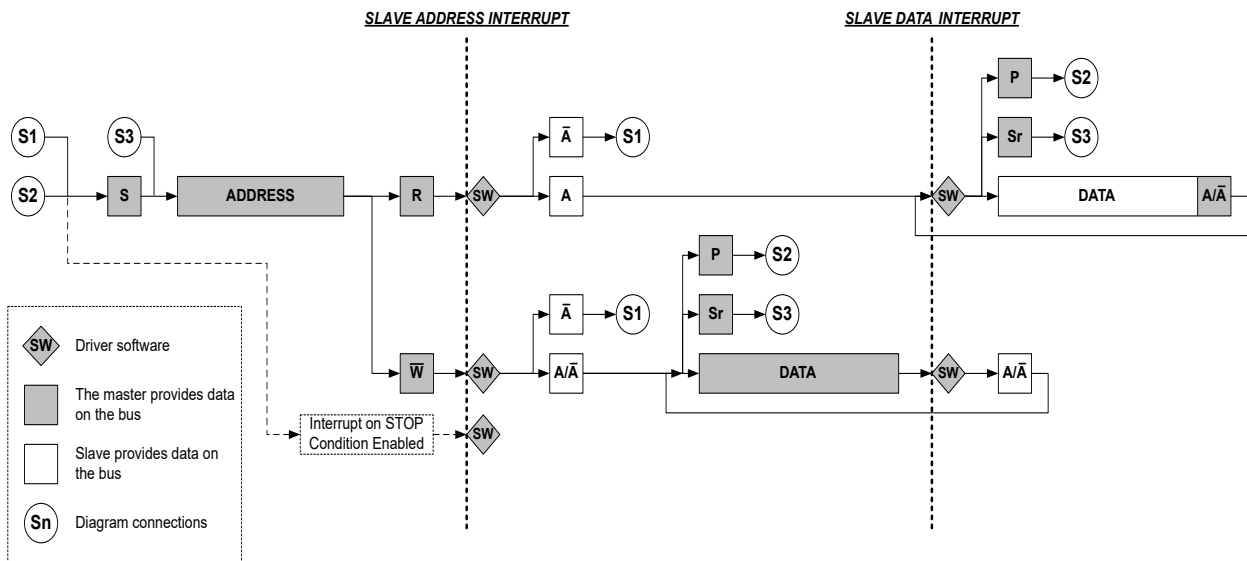 SLAVE ADDRESS INTERRUPT
SLAVE DATA INTERRUPT
P
S2
S1
S3
A̅
S1
Sr
S3
S2
S
ADDRESS
R
SW
A
SW
DATA
A/A̅
P
S2
A̅
S1
Sr
S3
W̅
SW
A/A̅
DATA
SW
A/A̅
Interrupt on STOP
Condition Enabled
SW
SW
Driver software
The master provides data
on the bus
Slave provides data on
the bus
Sn
Diagram connections